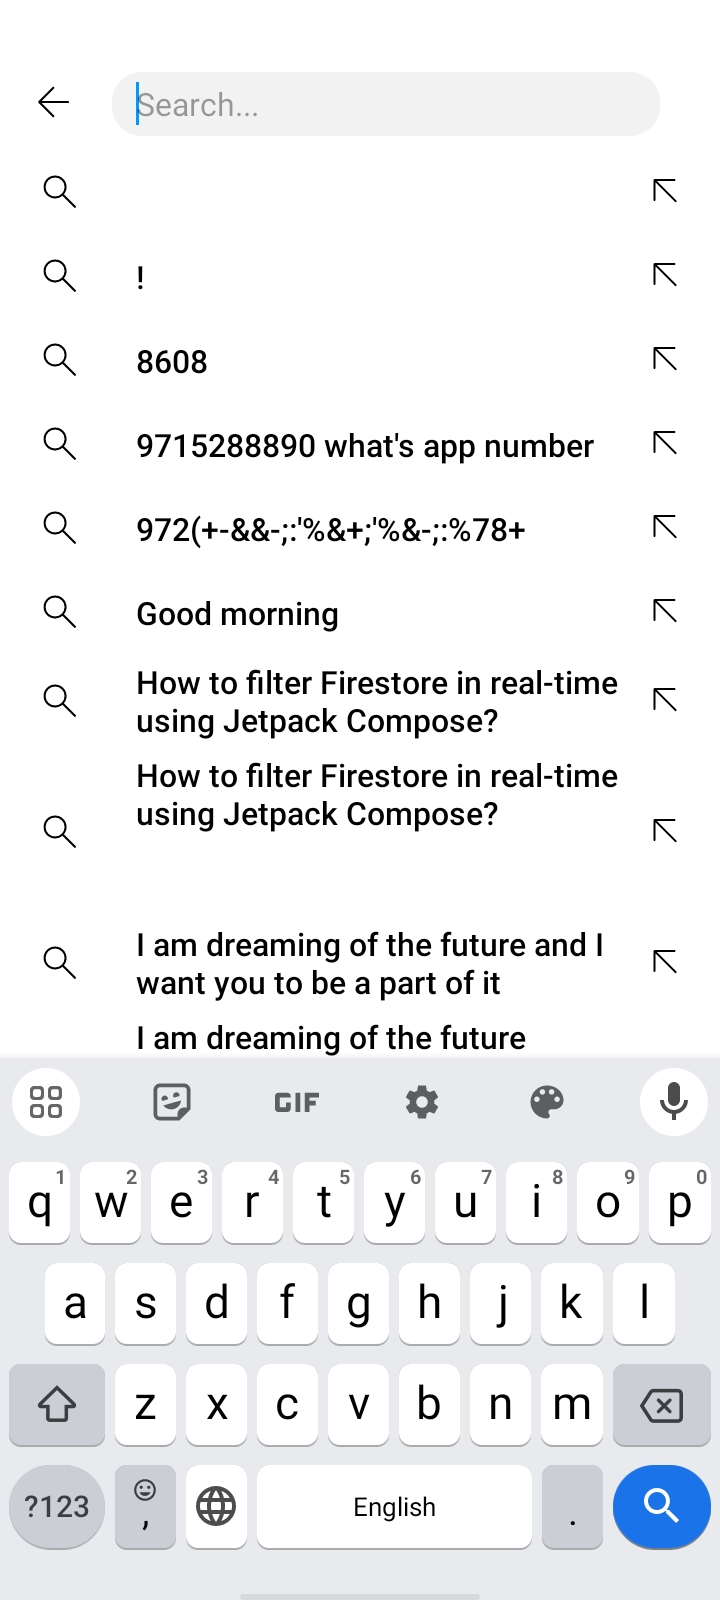 Search...
!
8608
9715288890 what's app number
972(+-&&-;:'%&+;'%&-;:%78+
Good morning
How to filter Firestore in real-time
using Jetpack Compose?
How to filter Firestore in real-time
using Jetpack Compose?
I am dreaming of the future and I
want you to be a part of it
I am dreaming of the future
GIF
1 2 3 4 5 6 7 8 9 0
q w e r t y u i o p
a s d f g h j k l
z x c v b n m
?123 , English .